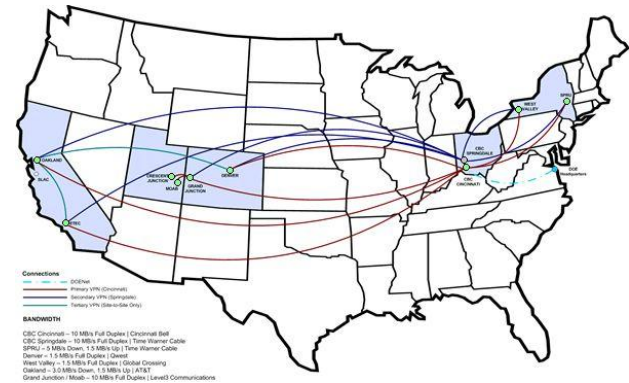 WEST
VALLEY
SPRU
CBC
SPRINGDALE
OAKLAND
SLAC
CRESCENT
JUNCTION
MOAB
GRAND
JUNCTION
DENVER
CBC
CINCINNATI
DOE
Headquarters
ETEC
Connections
DOENet
Primary VPN (Cincinnati)
Secondary VPN (Springdale)
Tertiary VPN (Site-to-Site Only)
BANDWIDTH
CBC Cincinnati – 10 MB/s Full Duplex | Cincinnati Bell
CBC Springdale – 10 MB/s Full Duplex | Time Warner Cable
SPRU – 5 MB/s Down, 1.5 MB/s Up | Time Warner Cable
Denver – 1.5 MB/s Full Duplex | Qwest
West Valley – 1.5 MB/s Full Duplex | Global Crossing
Oakland – 3.0 MB/s Down, 1.5 MB/s Up | AT&T
Grand Junction / Moab – 10 MB/s Full Duplex | Level3 Communications